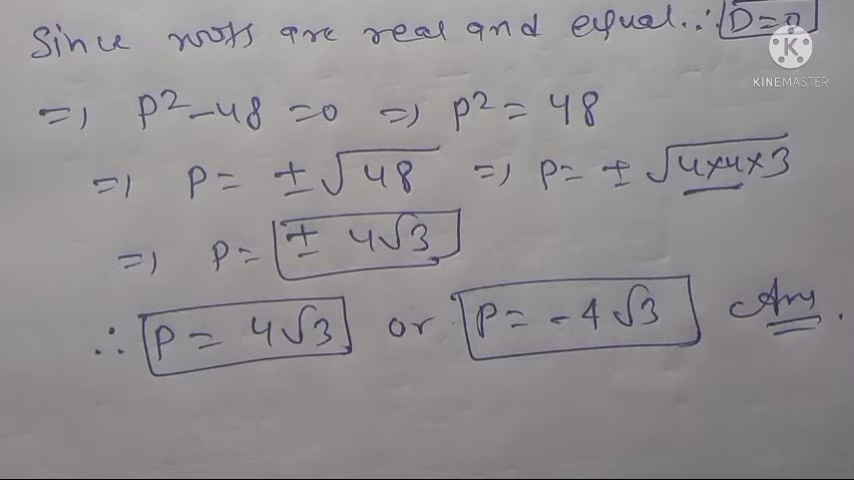 Since roots are real and equal ∴ D=0
K
KINEMASTER
=) p²-48=0 =) p²=48
=) p= ±√48 =) p= ±√4×4×3
=) p= ± 4√3
∴ p= 4√3 or p= -4√3 Ans.